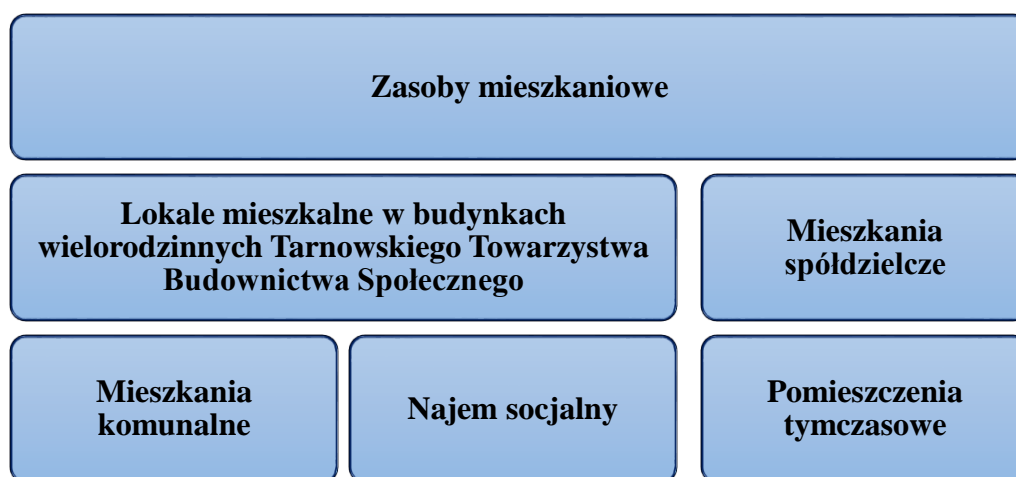 Zasoby mieszkaniowe
Lokale mieszkalne w budynkach
wielorodzinnych Tarnowskiego Towarzystwa
Budownictwa Społecznego
Mieszkania
spółdzielcze
Mieszkania
komunalne
Najem socjalny
Pomieszczenia
tymczasowe